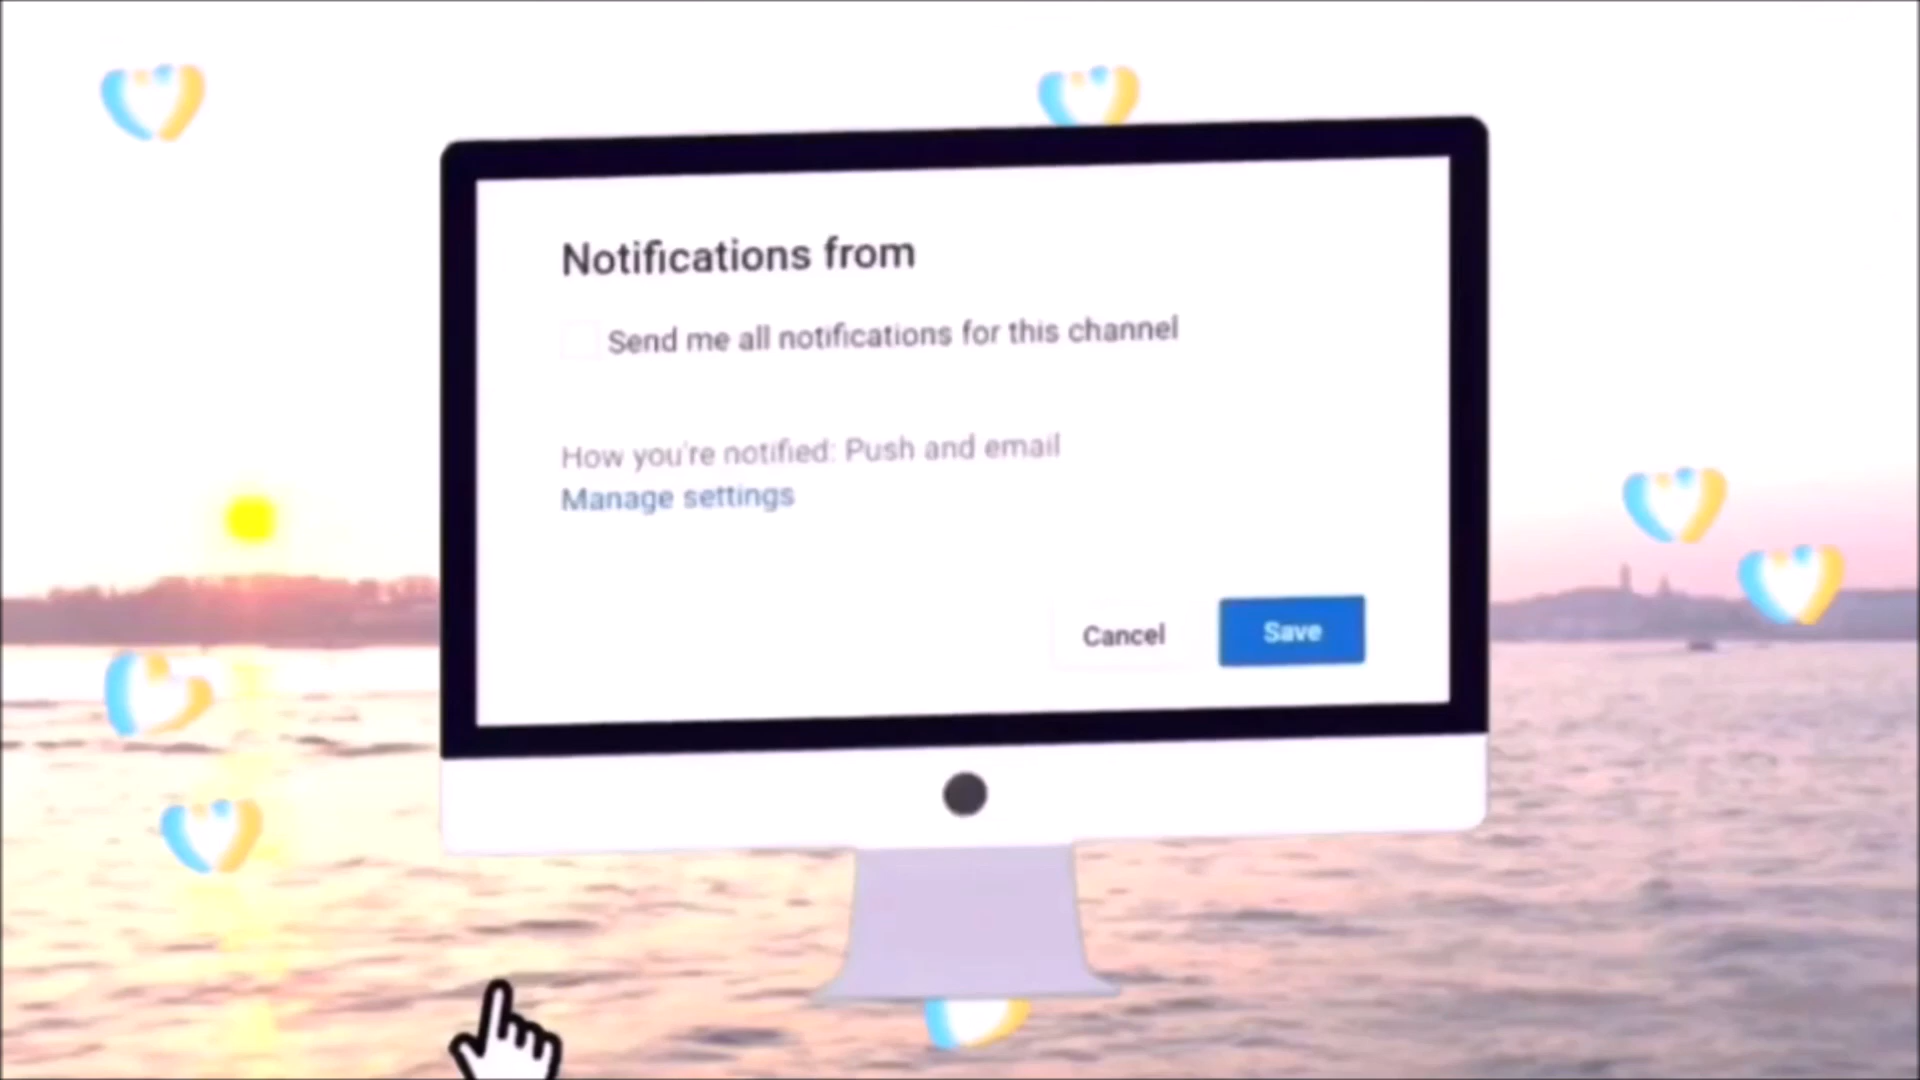 Notifications from
Send me all notifications for this channel
How you're notified: Push and email
Manage settings
Cancel
Save